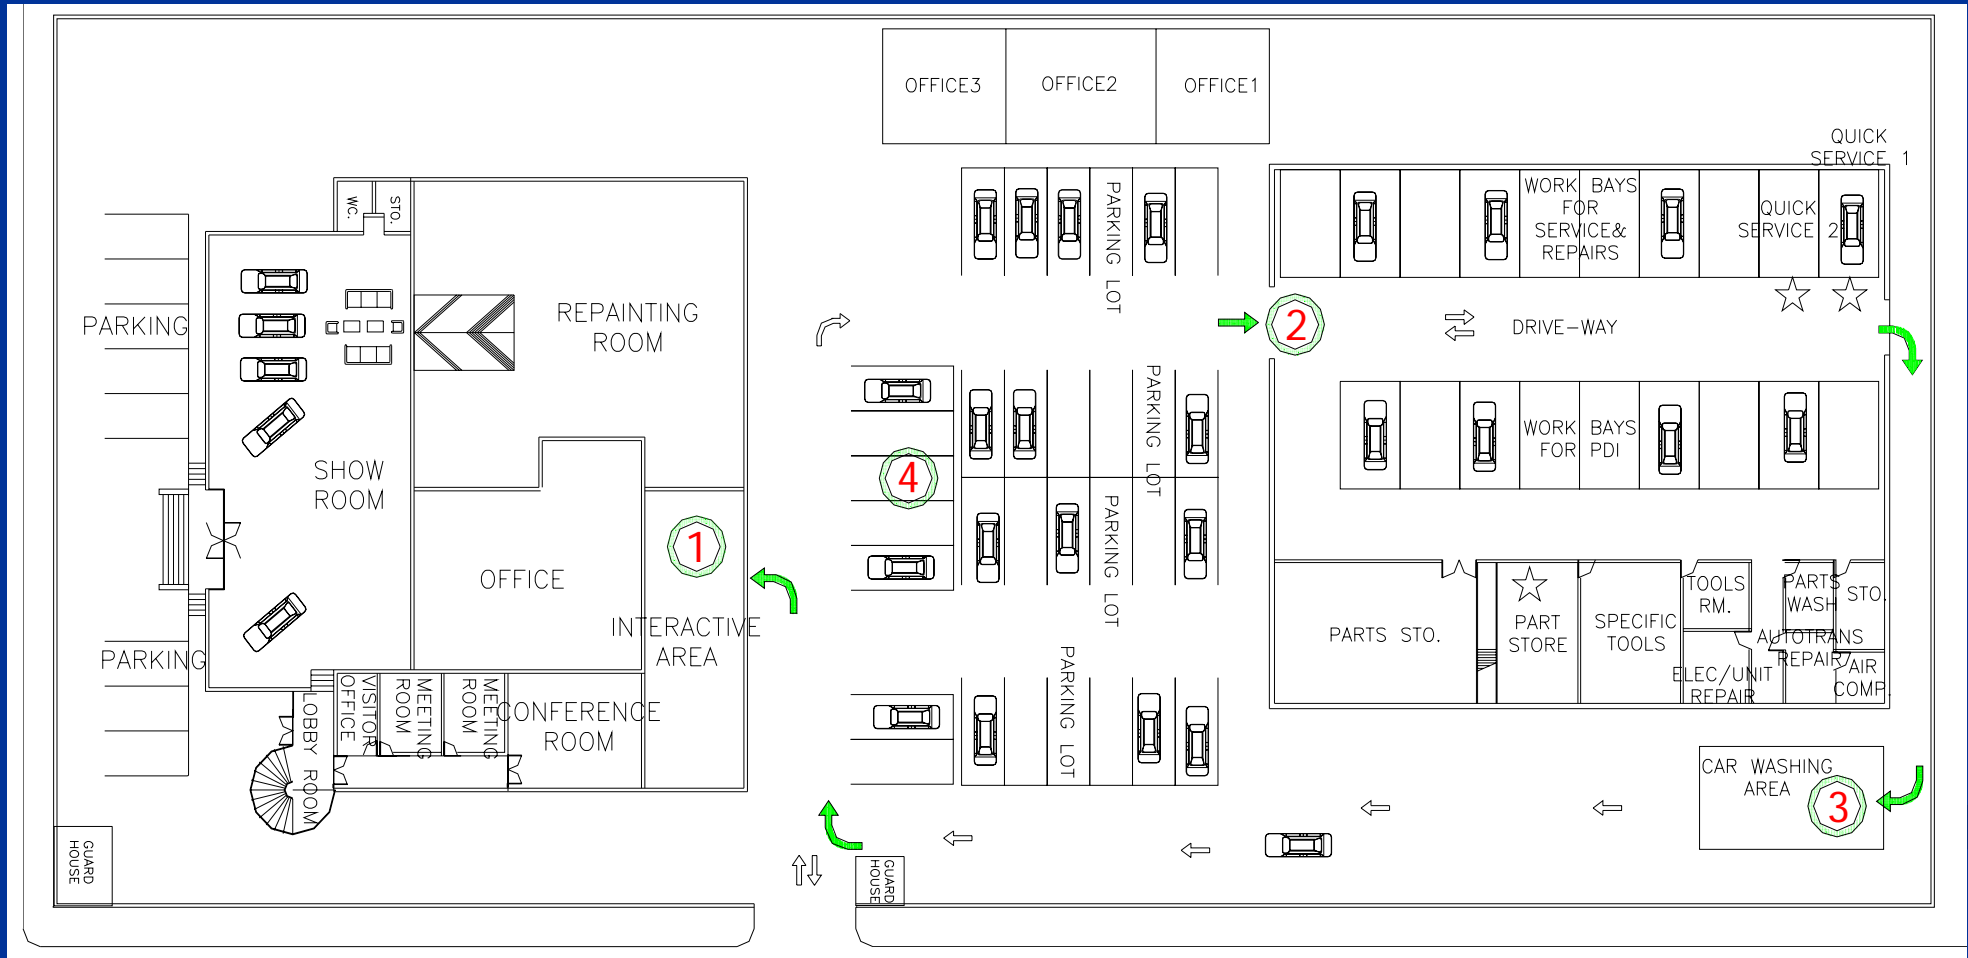 OFFICE3
OFFICE2
OFFICE1
QUICK
SERVICE 1
WC.
STO.
PARKING LOT
WORK BAYS
FOR
SERVICE&
REPAIRS
QUICK
SERVICE 2
PARKING
REPAINTING
ROOM
2
DRIVE-WAY
SHOW
ROOM
4
PARKING LOT
WORK BAYS
FOR PDI
1
OFFICE
PARKING LOT
INTERACTIVE
AREA
PARKING
PARTS STO.
PART
STORE
SPECIFIC
TOOLS
TOOLS
RM.
PARTS
WASH
STO.
AUTOTRANS
REPAIR
ELEC/UNIT
REPAIR
AIR
COMP.
LOBBY ROOM
VISITOR
OFFICE
MEETING
ROOM
MEETING
ROOM
CONFERENCE
ROOM
PARKING LOT
CAR WASHING
AREA
3
GUARD
HOUSE
GUARD
HOUSE